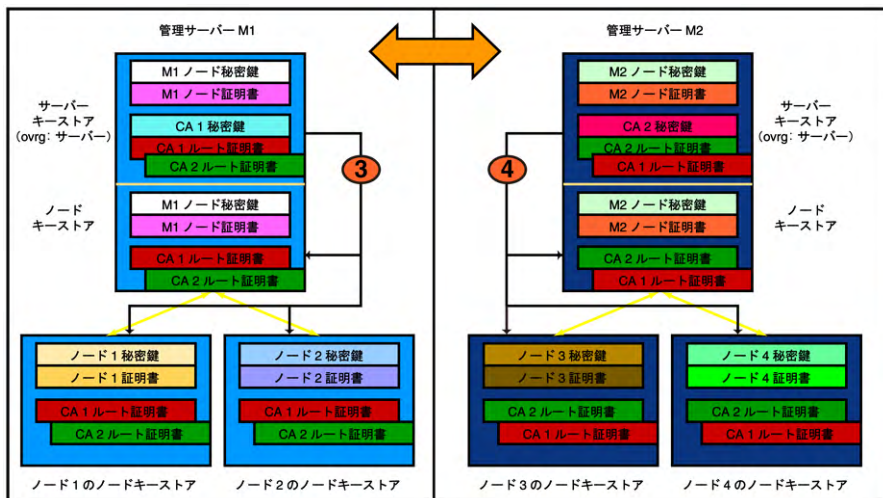 管理サーバー M1
M1 ノード秘密鍵
M1 ノード証明書
サーバー
キーストア
(ovrg: サーバー)
CA 1 秘密鍵
CA 1 ルート証明書
CA 2 ルート証明書
3
ノード
キーストア
M1 ノード秘密鍵
M1 ノード証明書
CA 1 ルート証明書
CA 2 ルート証明書
ノード 1 秘密鍵
ノード 1 証明書
CA 1 ルート証明書
CA 2 ルート証明書
ノード 1 のノードキーストア
ノード 2 秘密鍵
ノード 2 証明書
CA 1 ルート証明書
CA 2 ルート証明書
ノード 2 のノードキーストア
管理サーバー M2
M2 ノード秘密鍵
M2 ノード証明書
サーバー
キーストア
(ovrg: サーバー)
CA 2 秘密鍵
CA 2 ルート証明書
CA 1 ルート証明書
4
ノード
キーストア
M2 ノード秘密鍵
M2 ノード証明書
CA 2 ルート証明書
CA 1 ルート証明書
ノード 3 秘密鍵
ノード 3 証明書
CA 2 ルート証明書
CA 1 ルート証明書
ノード 3 のノードキーストア
ノード 4 秘密鍵
ノード 4 証明書
CA 2 ルート証明書
CA 1 ルート証明書
ノード 4 のノードキーストア